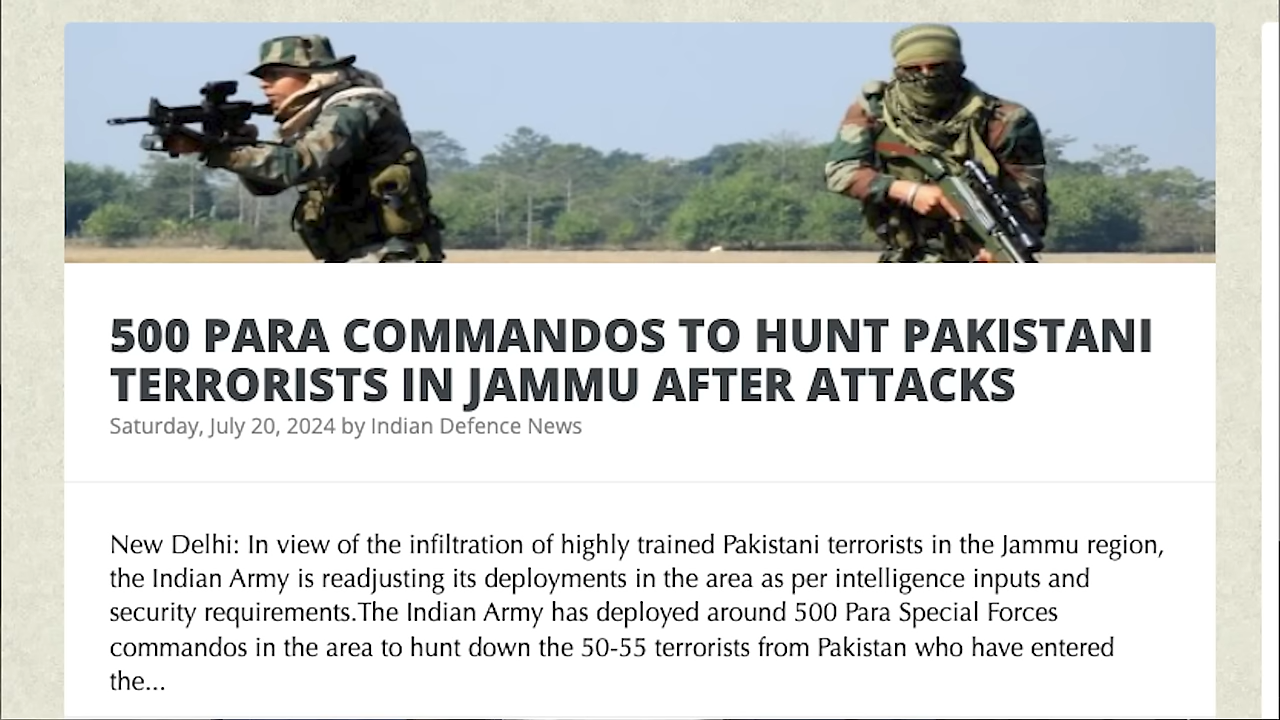 500 PARA COMMANDOS TO HUNT PAKISTANI
TERRORISTS IN JAMMU AFTER ATTACKS
Saturday, July 20, 2024 by Indian Defence News
New Delhi: In view of the infiltration of highly trained Pakistani terrorists in the Jammu region,
the Indian Army is readjusting its deployments in the area as per intelligence inputs and
security requirements.The Indian Army has deployed around 500 Para Special Forces
commandos in the area to hunt down the 50-55 terrorists from Pakistan who have entered
the...